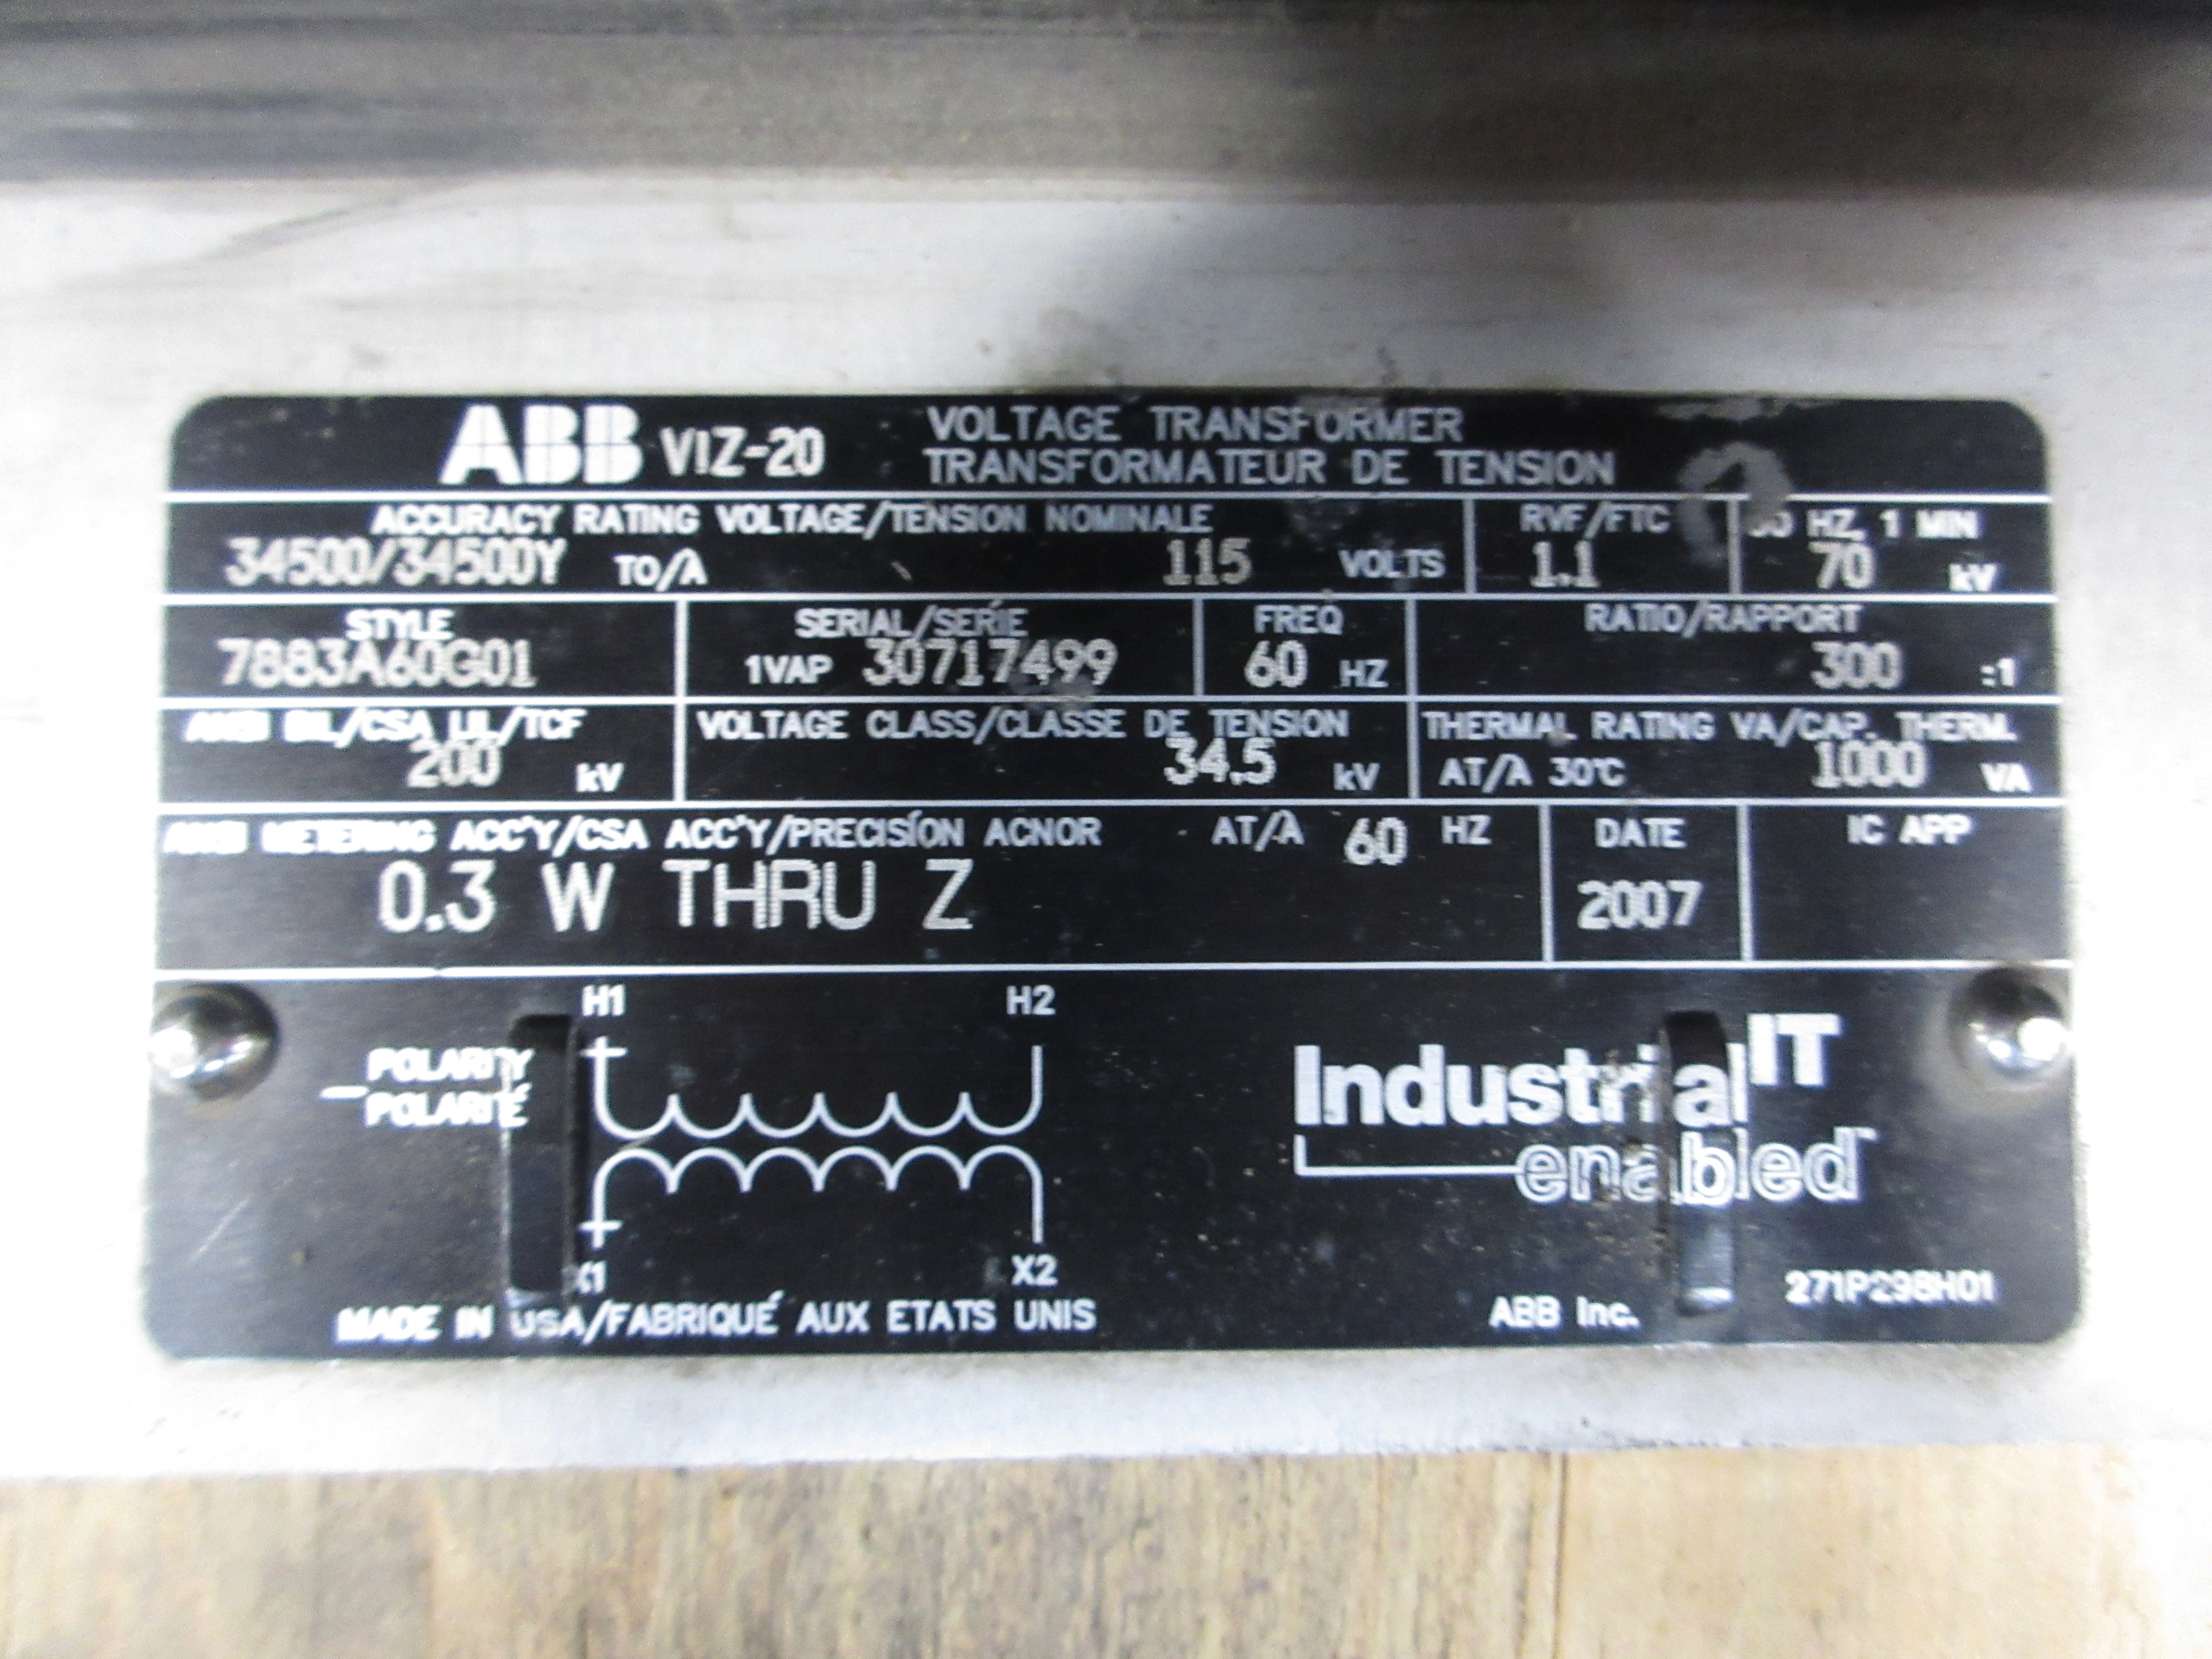 ABB VIZ-20 VOLTAGE TRANSFORMER
TRANSFORMATEUR DE TENSION
ACCURACY RATING VOLTAGE/TENSION NOMINALE
34500/34500Y TO/À 115 VOLTS
RVF/FTC
1.1
HZ, 1 MIN
70 kV
STYLE
7883A60G01
SERIAL/SERIE
1VAP 30717499
FREQ
60 HZ
RATIO/RAPPORT
300 :1
ANSI BIL/CSA LIL/TCF
200 kV
VOLTAGE CLASS/CLASSE DE TENSION
34.5 kV
THERMAL RATING VA/CAP. THERM.
AT/À 30°C 1000 VA
ANSI METERING ACC'Y/CSA ACC'Y/PRECISÍON ACNOR AT/À 60 HZ
0.3 W THRU Z
DATE
2007
IC APP
H1 H2
POLARITY
POLARITÉ
X1 X2
MADE IN USA/FABRIQUÉ AUX ETATS UNIS
Industrial IT
enabled™
ABB Inc. 271P298H01